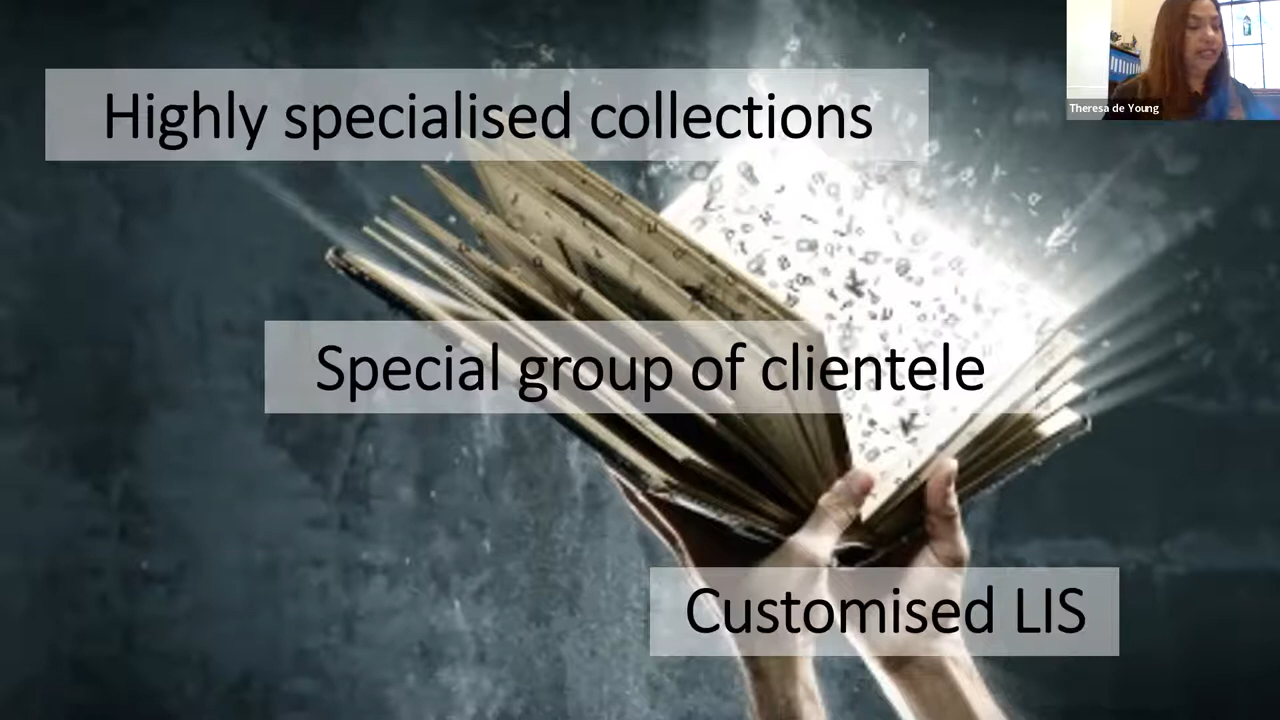 Highly specialised collections
Theresa de Young
Special group of clientele
Customised LIS